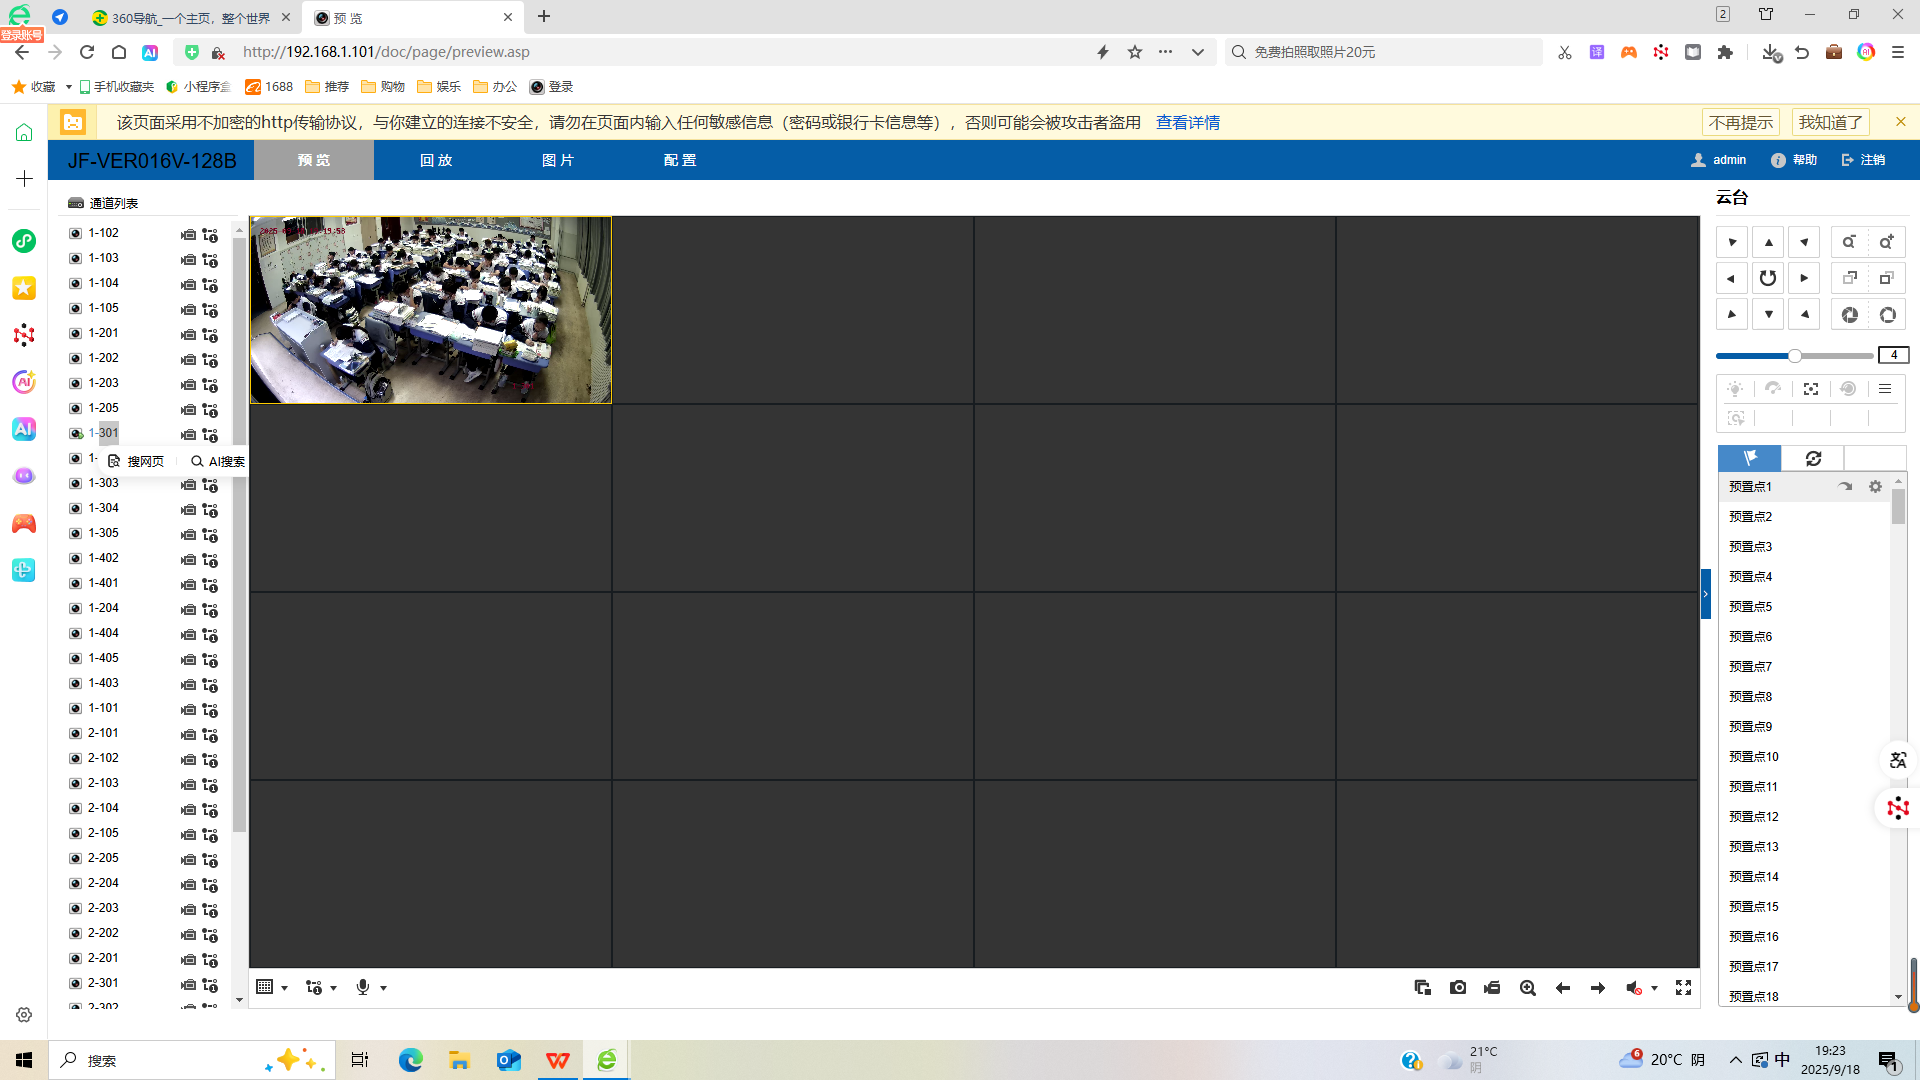 登录账号
360导航_一个主页，整个世界
预 览
2
http://192.168.1.101/doc/page/preview.asp
免费拍照取照片20元
收藏
手机收藏夹
小程序盒
1688
推荐
购物
娱乐
办公
登录
该页面采用不加密的http传输协议，与你建立的连接不安全，请勿在页面内输入任何敏感信息（密码或银行卡信息等），否则可能会被攻击者盗用 查看详情
不再提示
我知道了
JF-VER016V-128B
预 览
回 放
图 片
配 置
admin
帮助
注销
通道列表
云台
1-102
1-103
1-104
1-105
1-201
1-202
1-203
1-205
1-301
1-
搜网页
AI搜索
1-303
1-304
1-305
1-402
1-401
1-204
1-404
1-405
1-403
1-101
2-101
2-102
2-103
2-104
2-105
2-205
2-204
2-203
2-202
2-201
2-301
2-302
4
预置点1
预置点2
预置点3
预置点4
预置点5
预置点6
预置点7
预置点8
预置点9
预置点10
预置点11
预置点12
预置点13
预置点14
预置点15
预置点16
预置点17
预置点18
搜索
21°C
阴
6
20°C 阴
中
19:23
2025/9/18
1